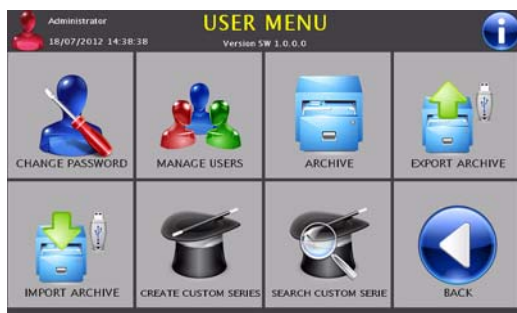 Administrator
USER MENU
18/07/2012 14:38:38
Version SW 1.0.0.0
CHANGE PASSWORD
MANAGE USERS
ARCHIVE
EXPORT ARCHIVE
IMPORT ARCHIVE
CREATE CUSTOM SERIES
SEARCH CUSTOM SERIE
BACK